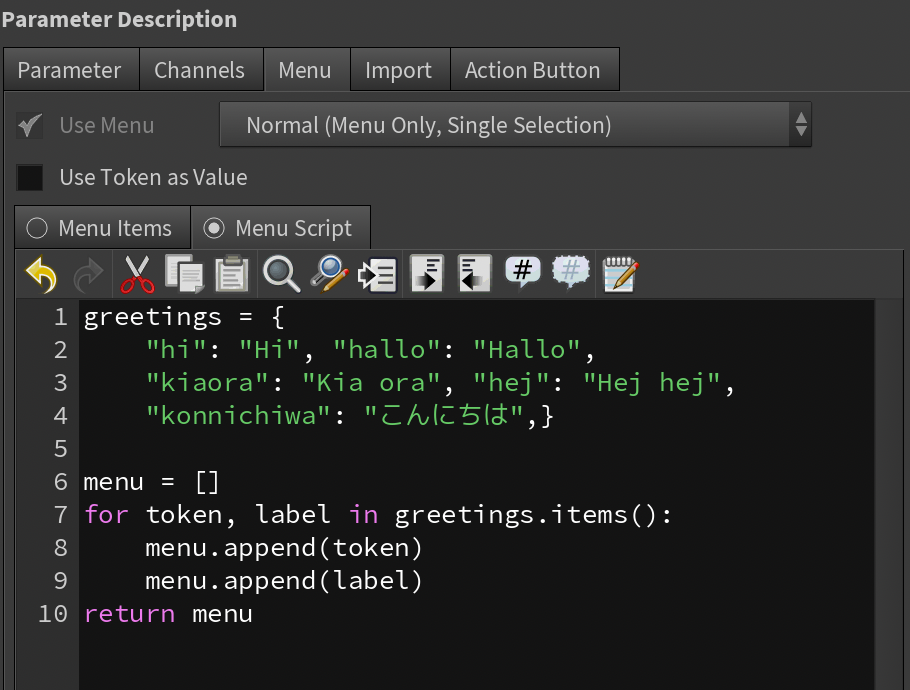 Parameter Description
Parameter Channels Menu Import Action Button
Use Menu Normal (Menu Only, Single Selection)
Use Token as Value
Menu Items Menu Script
1 greetings = {
2     "hi": "Hi", "hallo": "Hallo",
3     "kiaora": "Kia ora", "hej": "Hej hej",
4     "konnichiwa": "こんにちは",}
5
6 menu = []
7 for token, label in greetings.items():
8     menu.append(token)
9     menu.append(label)
10 return menu